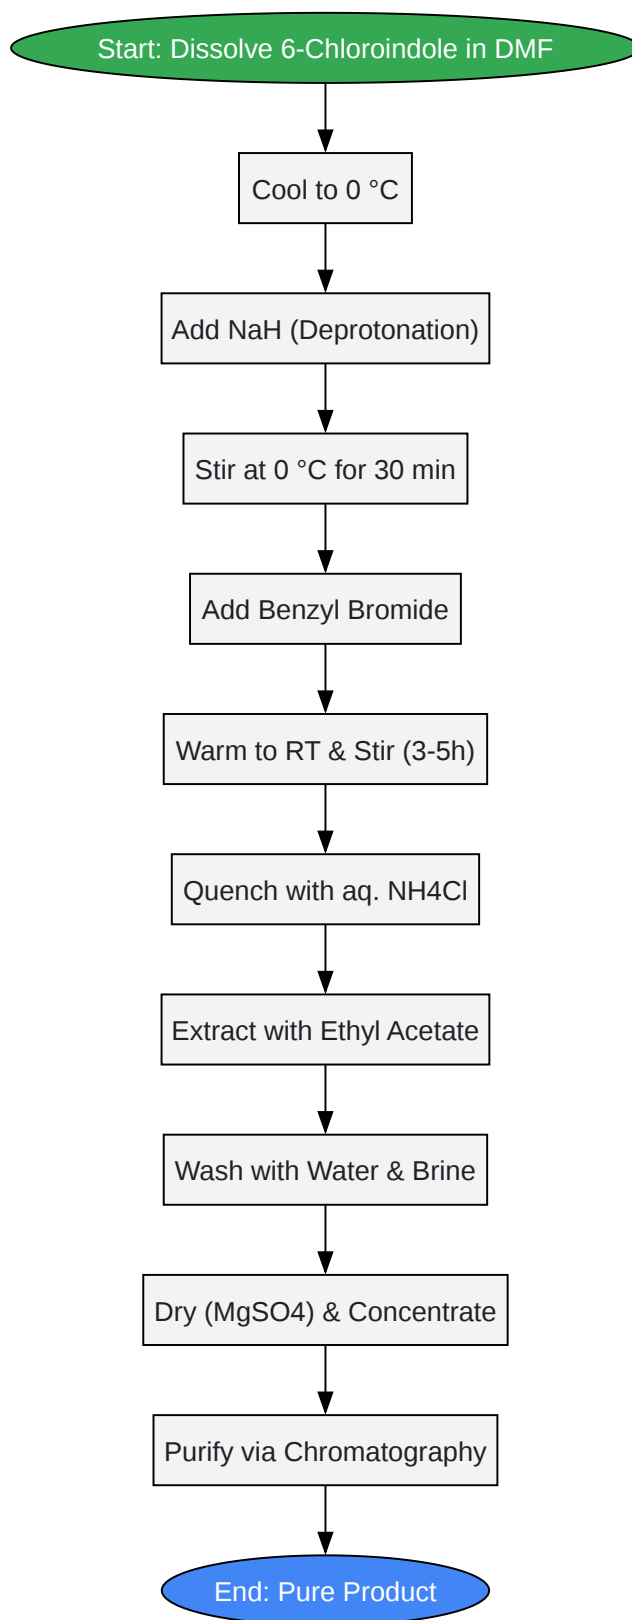 Start: Dissolve 6-Chloroindole in DMF
Cool to 0 °C
Add NaH (Deprotonation)
Stir at 0 °C for 30 min
Add Benzyl Bromide
Warm to RT & Stir (3-5h)
Quench with aq. NH4Cl
Extract with Ethyl Acetate
Wash with Water & Brine
Dry (MgSO4) & Concentrate
Purify via Chromatography
End: Pure Product